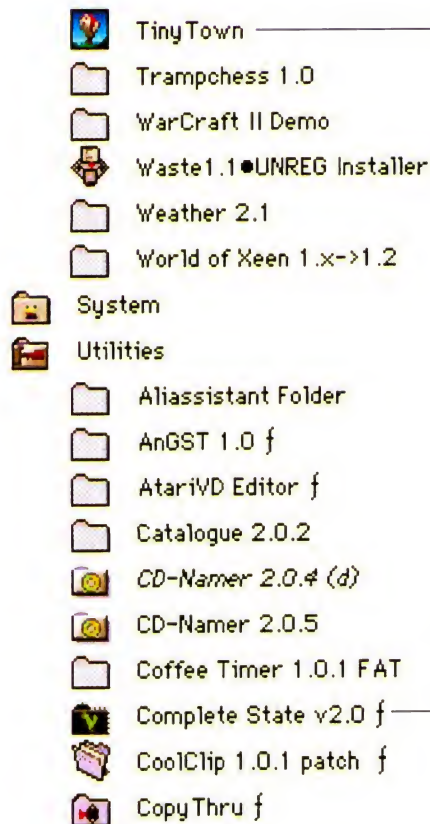 TinyTown
Trampchess 1.0
WarCraft II Demo
Waste1.1●UNREG Installer
Weather 2.1
World of Xeen 1.x->1.2
System
Utilities
Aliassistant Folder
AnGST 1.0 ƒ
AtariVD Editor ƒ
Catalogue 2.0.2
CD-Namer 2.0.4 (d)
CD-Namer 2.0.5
Coffee Timer 1.0.1 FAT
Complete State v2.0 ƒ
CoolClip 1.0.1 patch ƒ
CopyThru ƒ